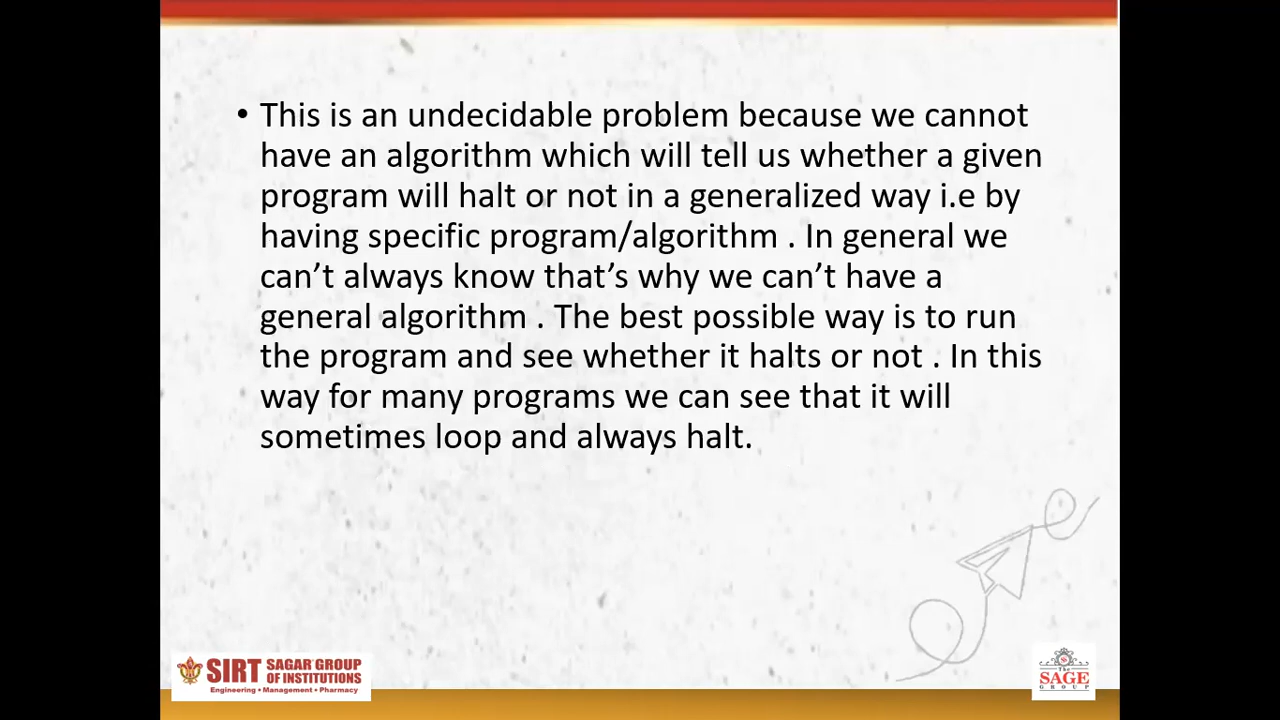 • This is an undecidable problem because we cannot
have an algorithm which will tell us whether a given
program will halt or not in a generalized way i.e by
having specific program/algorithm . In general we
can’t always know that’s why we can’t have a
general algorithm . The best possible way is to run
the program and see whether it halts or not . In this
way for many programs we can see that it will
sometimes loop and always halt.
SIRT SAGAR GROUP
OF INSTITUTIONS
Engineering • Management • Pharmacy
The
SAGE
GROUP